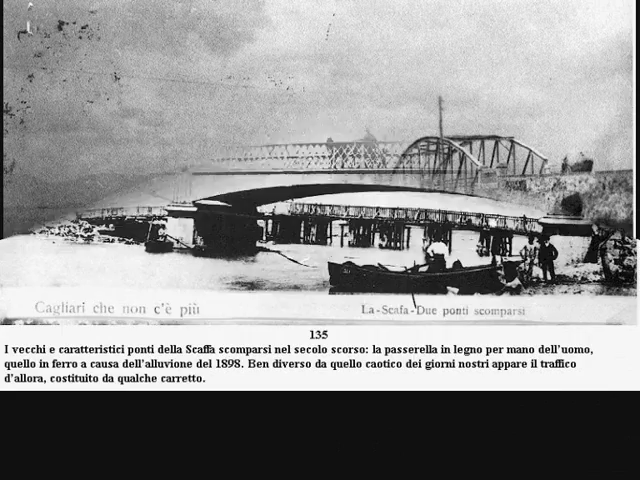 Cagliari che non c'è più
La-Scafa-Due ponti scomparsi
135
I vecchi e caratteristici ponti della Scaffa scomparsi nel secolo scorso: la passerella in legno per mano dell'uomo,
quello in ferro a causa dell'alluvione del 1898. Ben diverso da quello caotico dei giorni nostri appare il traffico
d'allora, costituito da qualche carretto.